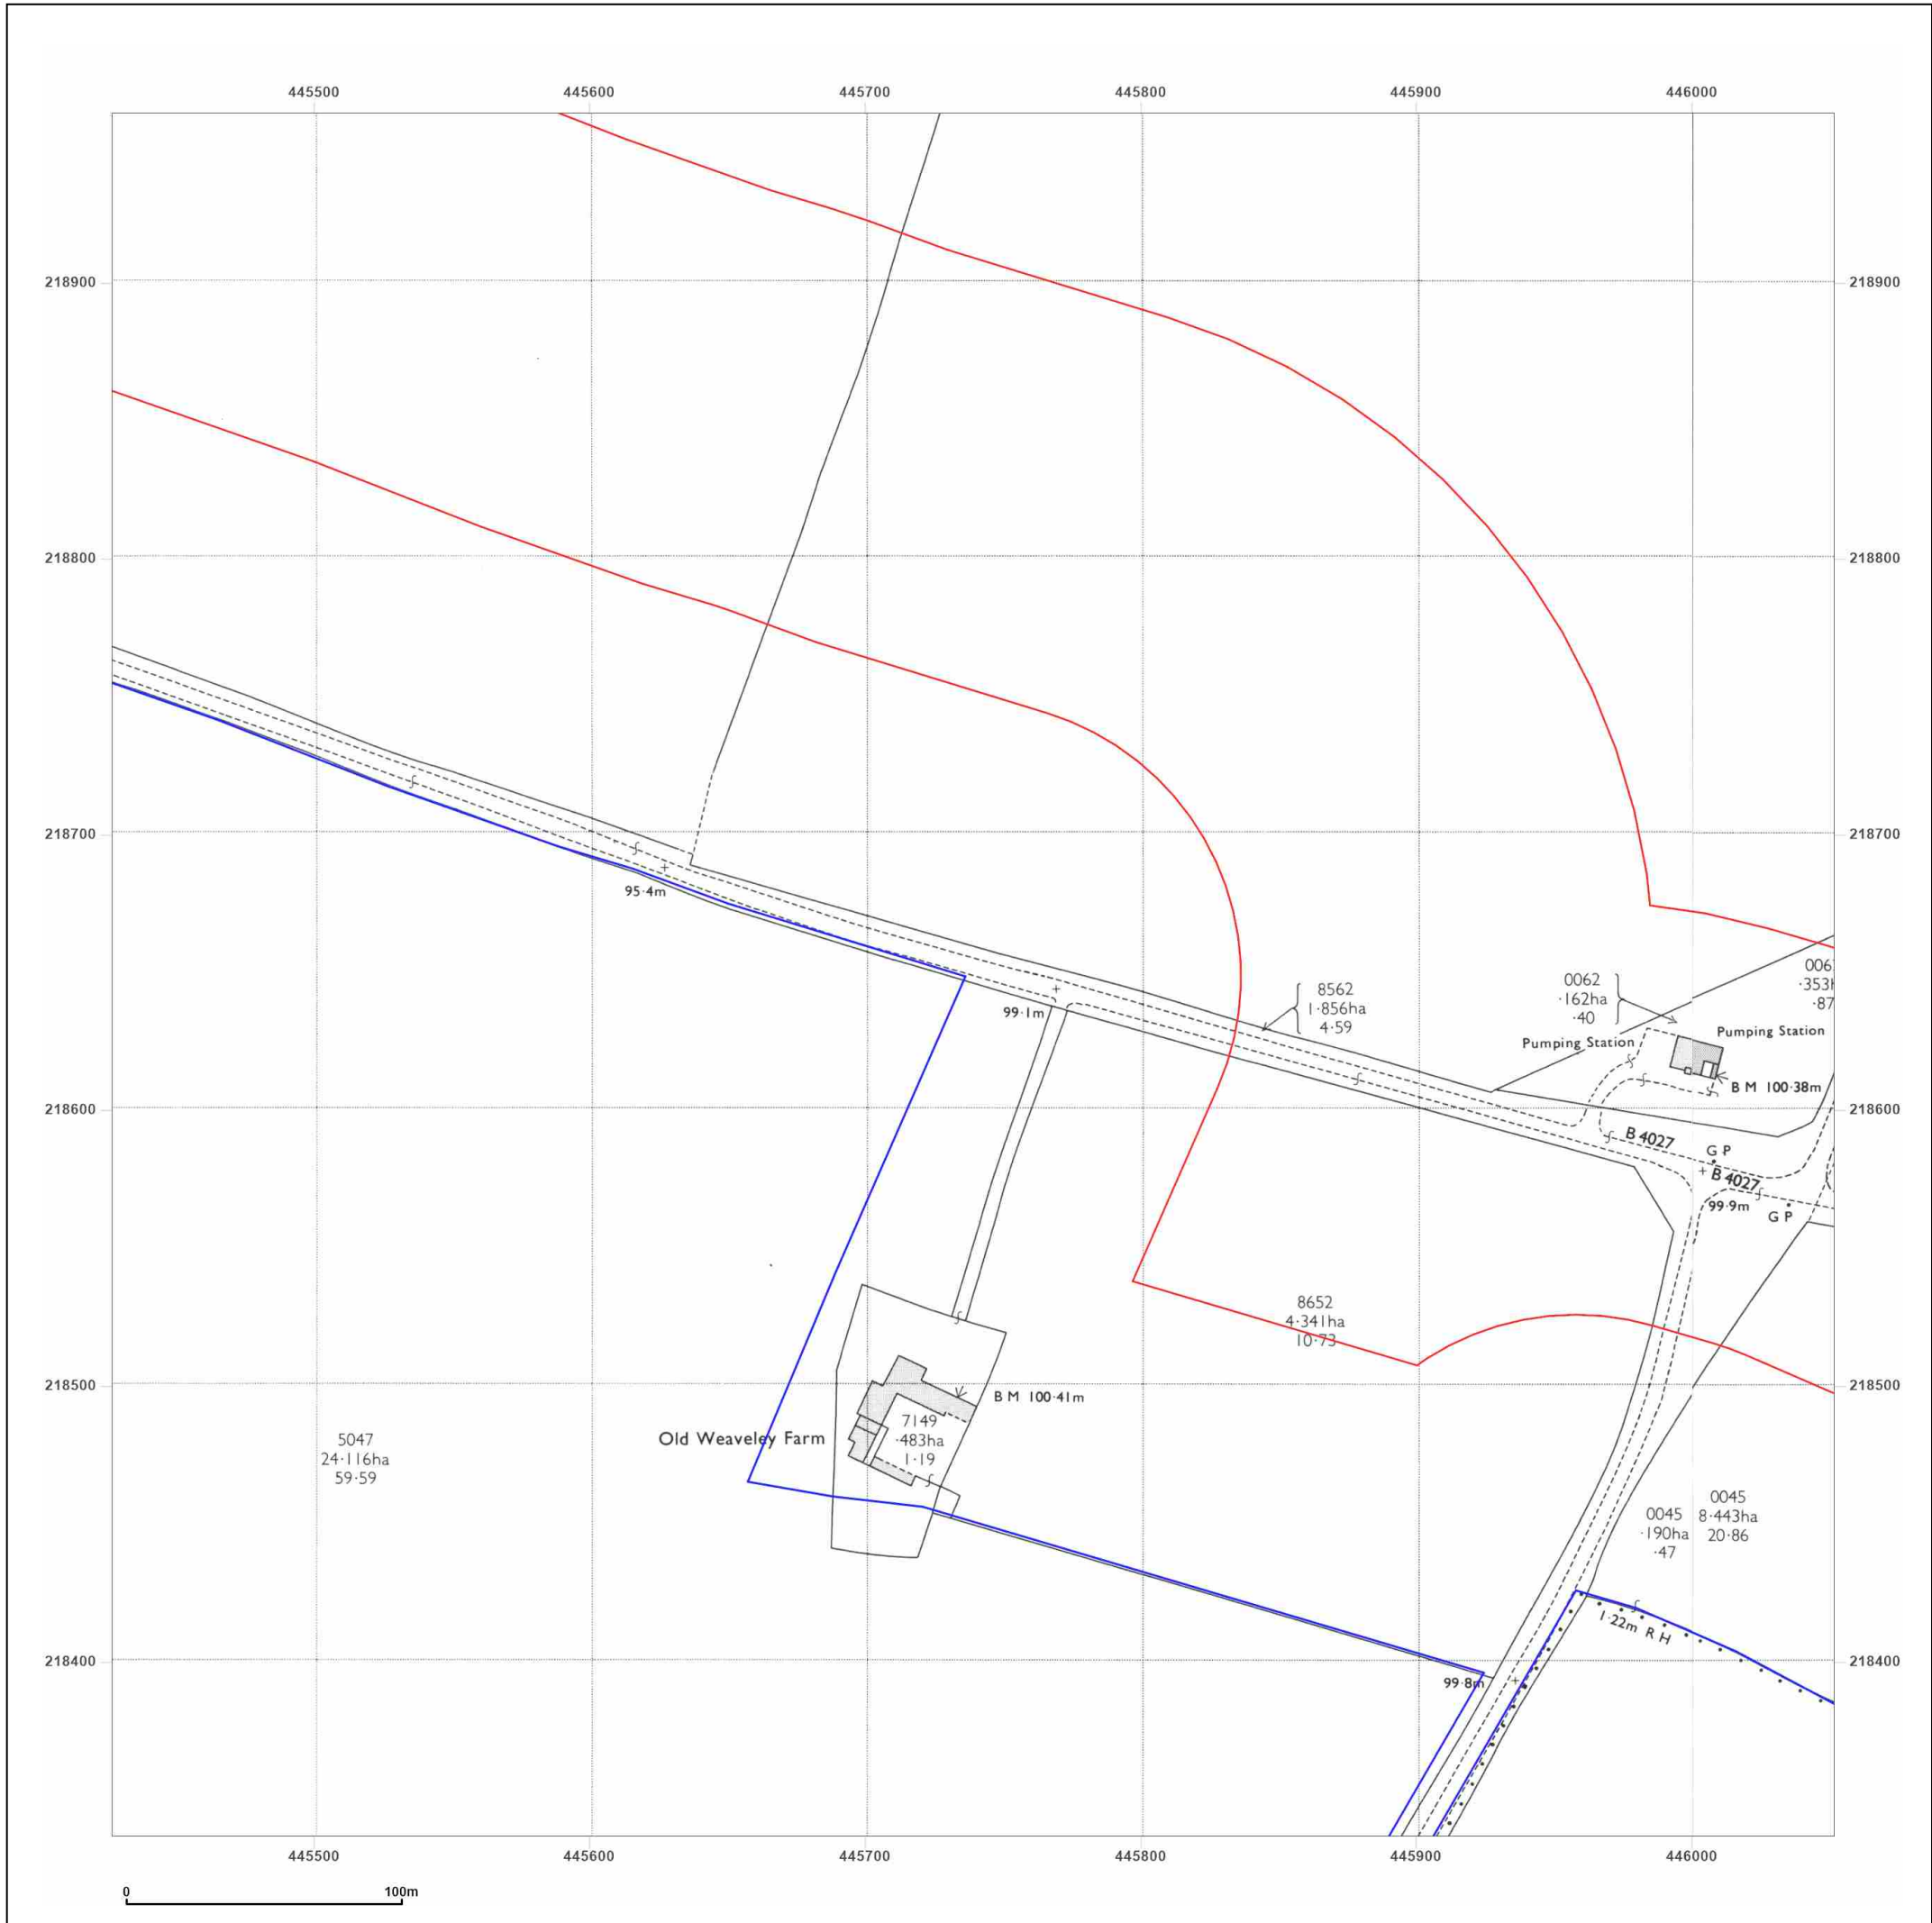 445500 445600 445700 445800 445900 446000
218900 218900
218800 218800
218700 218700
95·4m
99·1m
8562
1·856ha
4·59
0062
·162ha
·40
·353h
·87
Pumping Station
Pumping Station
B M 100·38m
218600 218600
B 4027
G P
B 4027
99·9m
G P
8652
4·341ha
10·73
218500 218500
B M 100·41m
7149
·483ha
1·19
Old Weaveley Farm
5047
24·116ha
59·59
0045
·190ha
·47
0045
8·443ha
20·86
1·22m R H
218400 218400
99·8m
445500 445600 445700 445800 445900 446000
0 100m